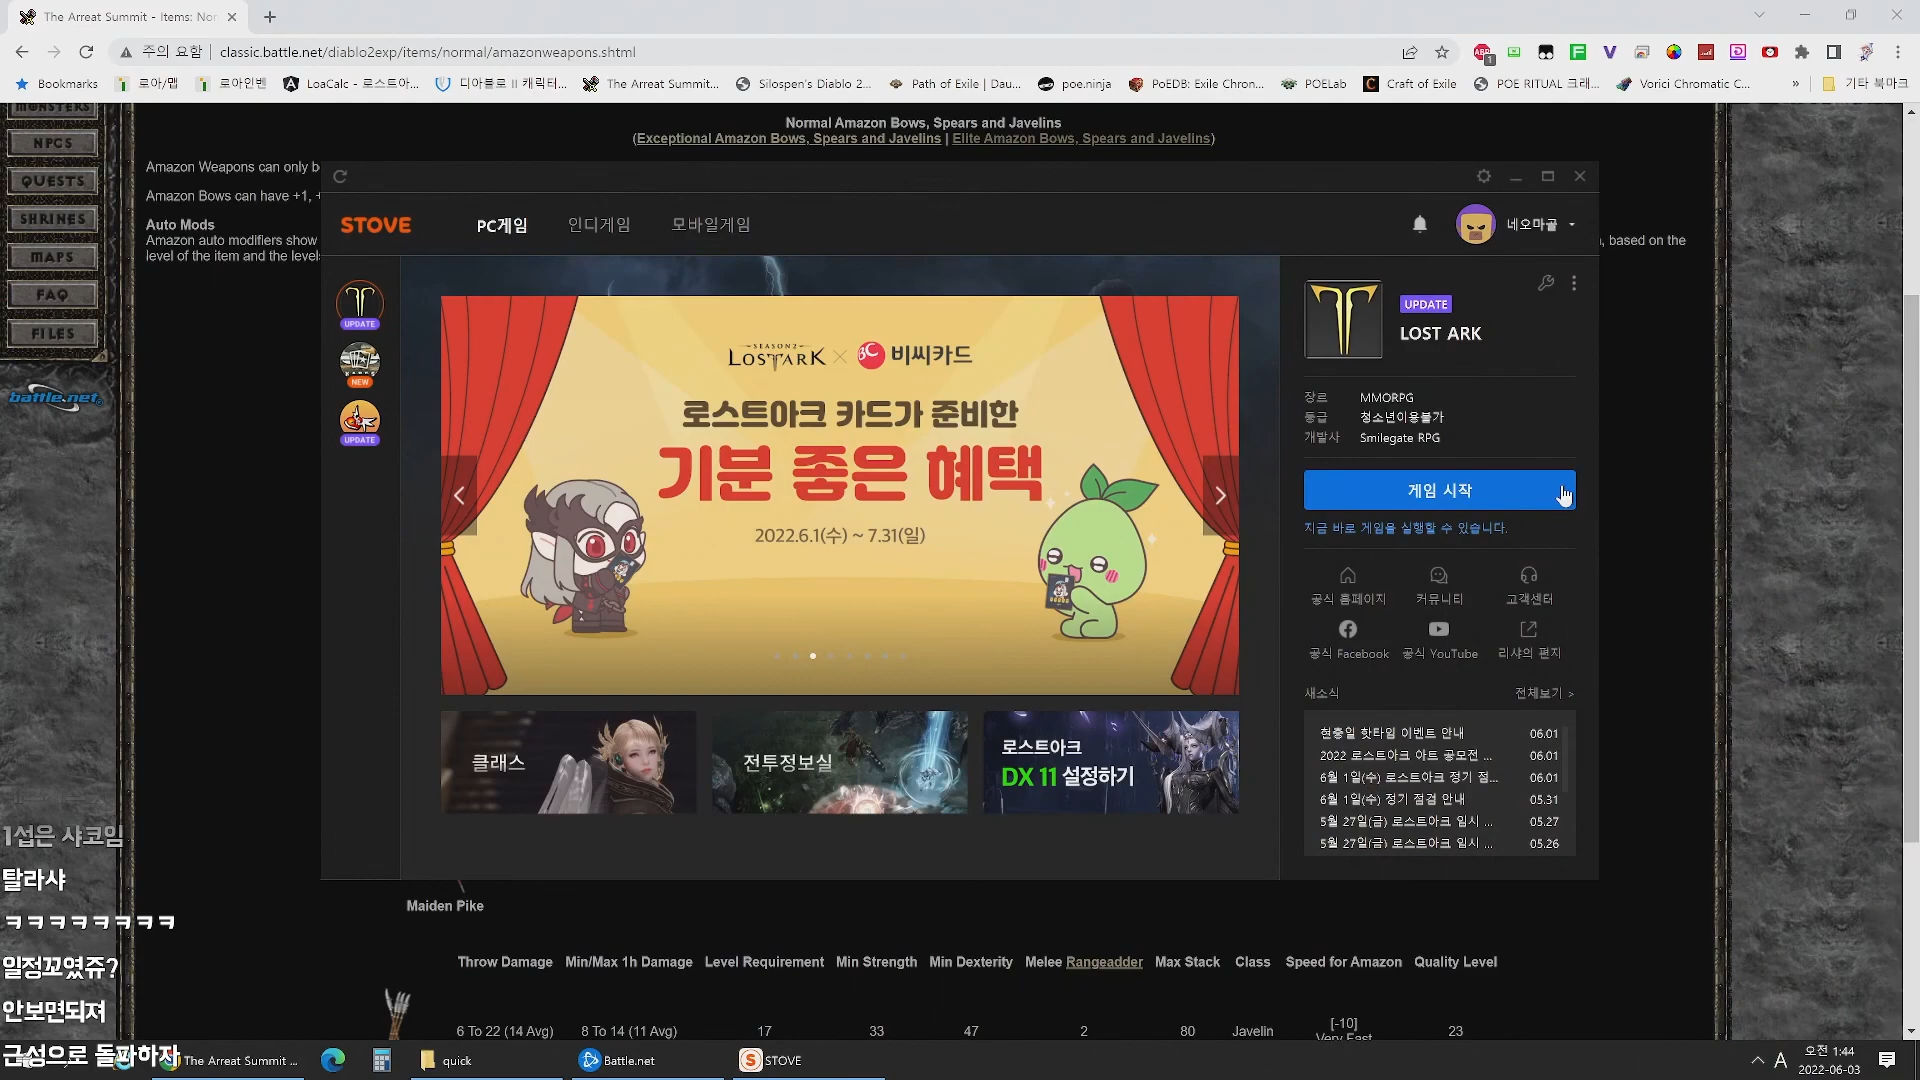 The Arreat Summit - Items: Nor
주의 요함
classic.battle.net/diablo2exp/items/normal/amazonweapons.shtml
Bookmarks
로아/맵
로아인벤
LoaCalc - 로스트아...
디아블로 II 캐릭티...
The Arreat Summit...
Silospen's Diablo 2...
Path of Exile | Dau...
poe.ninja
PoEDB: Exile Chron...
POELab
Craft of Exile
POE RITUAL 크래...
Vorici Chromatic C...
»
기타 북마크
MONSTERS
NPCS
QUESTS
SHRINES
MAPS
FAQ
FILES
battle.net
Normal Amazon Bows, Spears and Javelins
(Exceptional Amazon Bows, Spears and Javelins | Elite Amazon Bows, Spears and Javelins)
Amazon Weapons can only b
Amazon Bows can have +1, +
Auto Mods
Amazon auto modifiers show
, based on the
level of the item and the levels
STOVE
PC게임
인디게임
모바일게임
네오마골
UPDATE
NEW
UPDATE
SEASON2
LOST ARK × BC 비씨카드
로스트아크 카드가 준비한
기분 좋은 혜택
2022.6.1(수) ~ 7.31(일)
클래스
전투정보실
로스트아크
DX 11 설정하기
UPDATE
LOST ARK
장르 MMORPG
등급 청소년이용불가
개발사 Smilegate RPG
게임 시작
지금 바로 게임을 실행할 수 있습니다.
공식 홈페이지
커뮤니티
고객센터
공식 Facebook
공식 YouTube
리샤의 편지
새소식
전체보기 >
현충일 핫타임 이벤트 안내 06.01
2022 로스트아크 아트 공모전 ... 06.01
6월 1일(수) 로스트아크 정기 점... 06.01
6월 1일(수) 정기 점검 안내 05.31
5월 27일(금) 로스트아크 임시 ... 05.27
5월 27일(금) 로스트아크 임시 ... 05.26
Maiden Pike
Throw Damage Min/Max 1h Damage Level Requirement Min Strength Min Dexterity Melee Rangeadder Max Stack Class Speed for Amazon Quality Level
6 To 22 (14 Avg) 8 To 14 (11 Avg) 17 33 47 2 80 Javelin [-10] 23
Very Fast
1섭은 샤코임
탈라샤
ㅋㅋㅋㅋㅋㅋㅋㅋ
일정꼬였쥬?
안보면되져
근성으로 돌파하자
The Arreat Summit ...
quick
Battle.net
STOVE
A
오전 1:44
2022-06-03